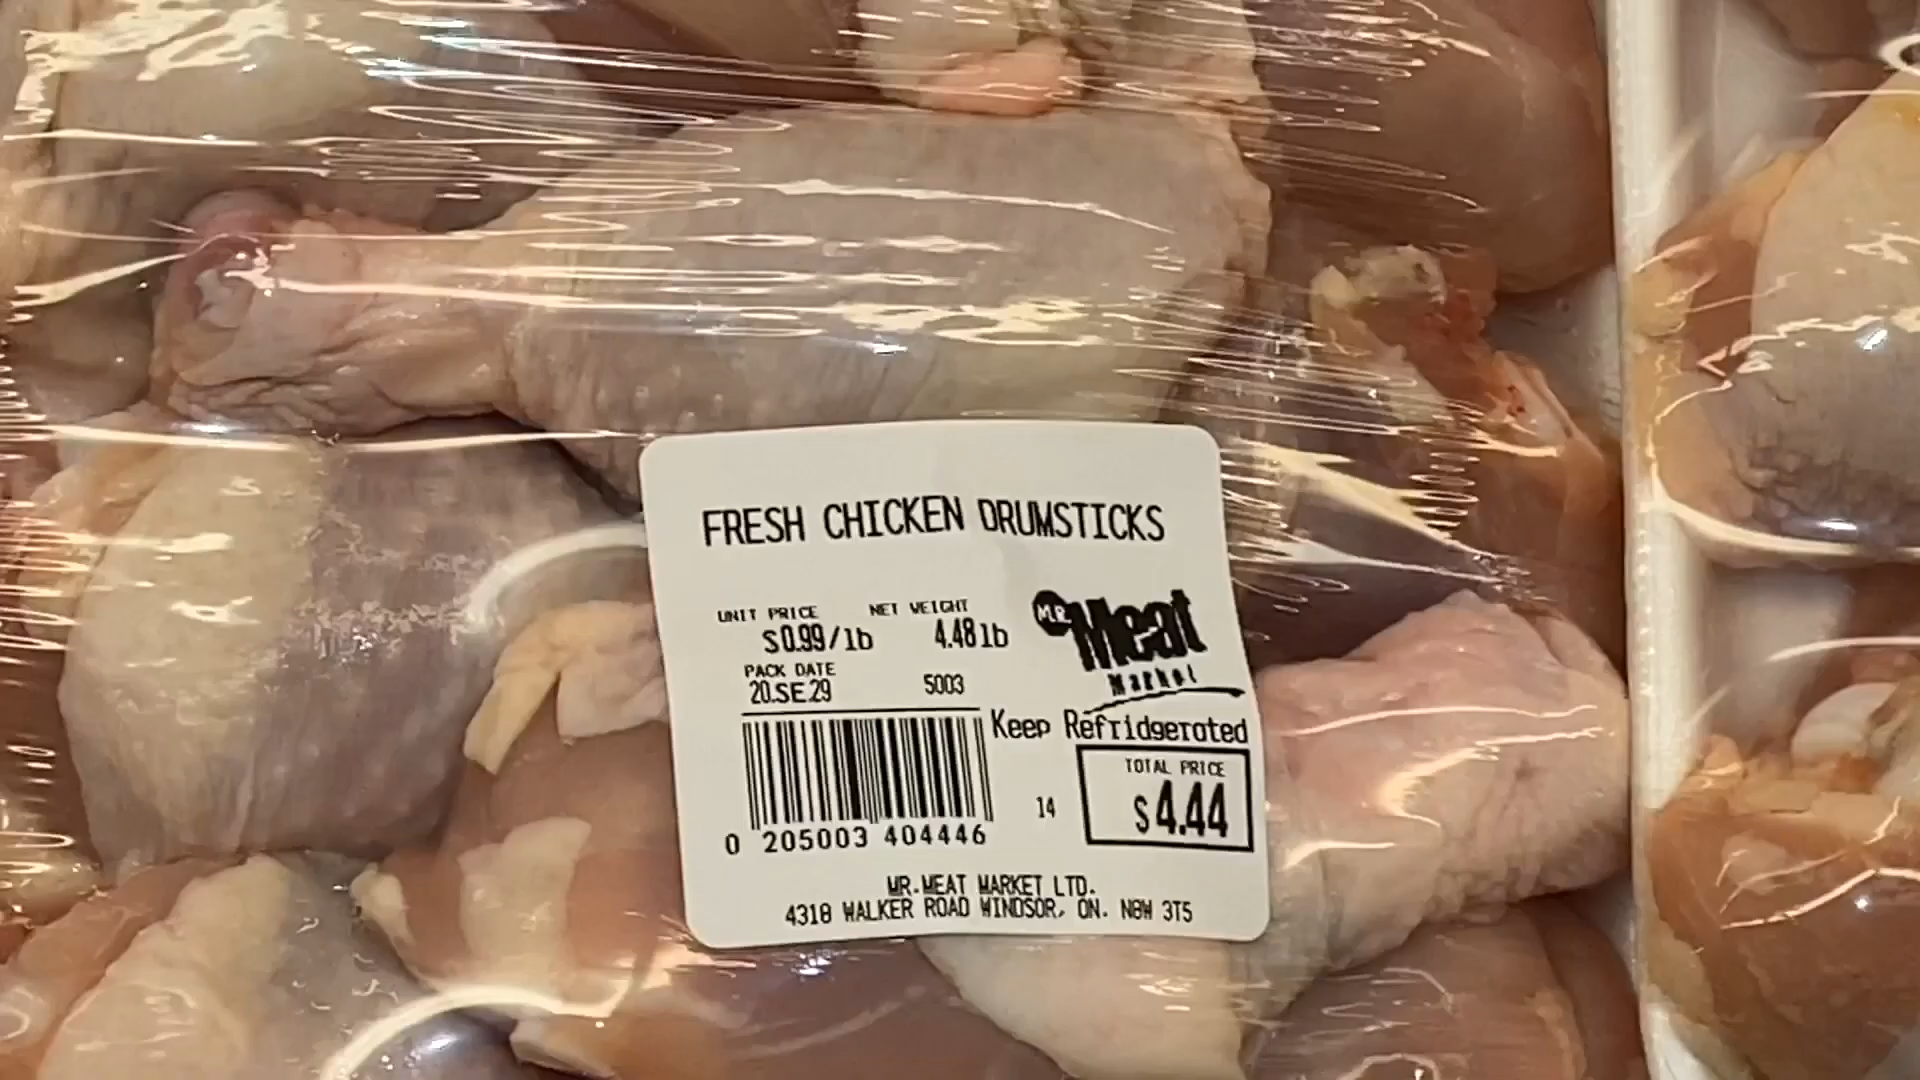 FRESH CHICKEN DRUMSTICKS
UNIT PRICE NET WEIGHT
$0.99/lb 4.48 lb
PACK DATE
20.SE.29 5003
MR. Meat
Market
Keep Refridgerated
TOTAL PRICE
14 $4.44
0 205003 404446
MR.MEAT MARKET LTD.
4318 WALKER ROAD WINDSOR, ON. N8W 3T5